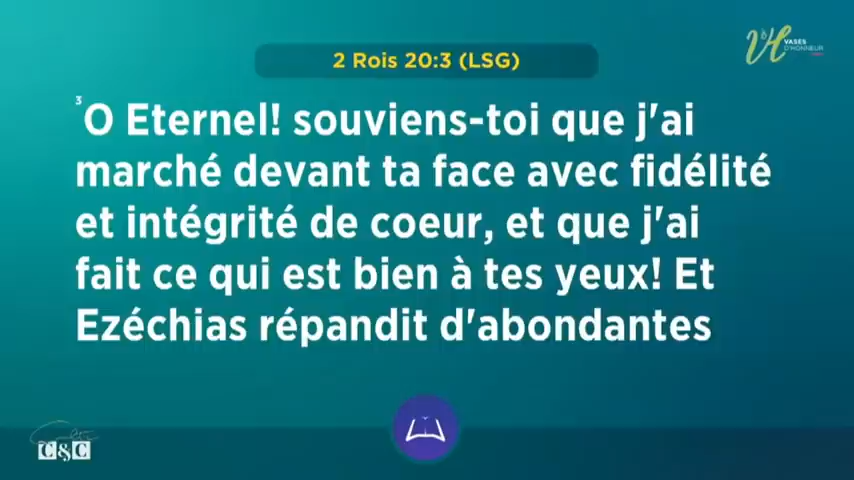 2 Rois 20:3 (LSG)
VASES
D'HONNEUR
3 O Eternel! souviens-toi que j'ai
marché devant ta face avec fidélité
et intégrité de coeur, et que j'ai
fait ce qui est bien à tes yeux! Et
Ezéchias répandit d'abondantes
C&C